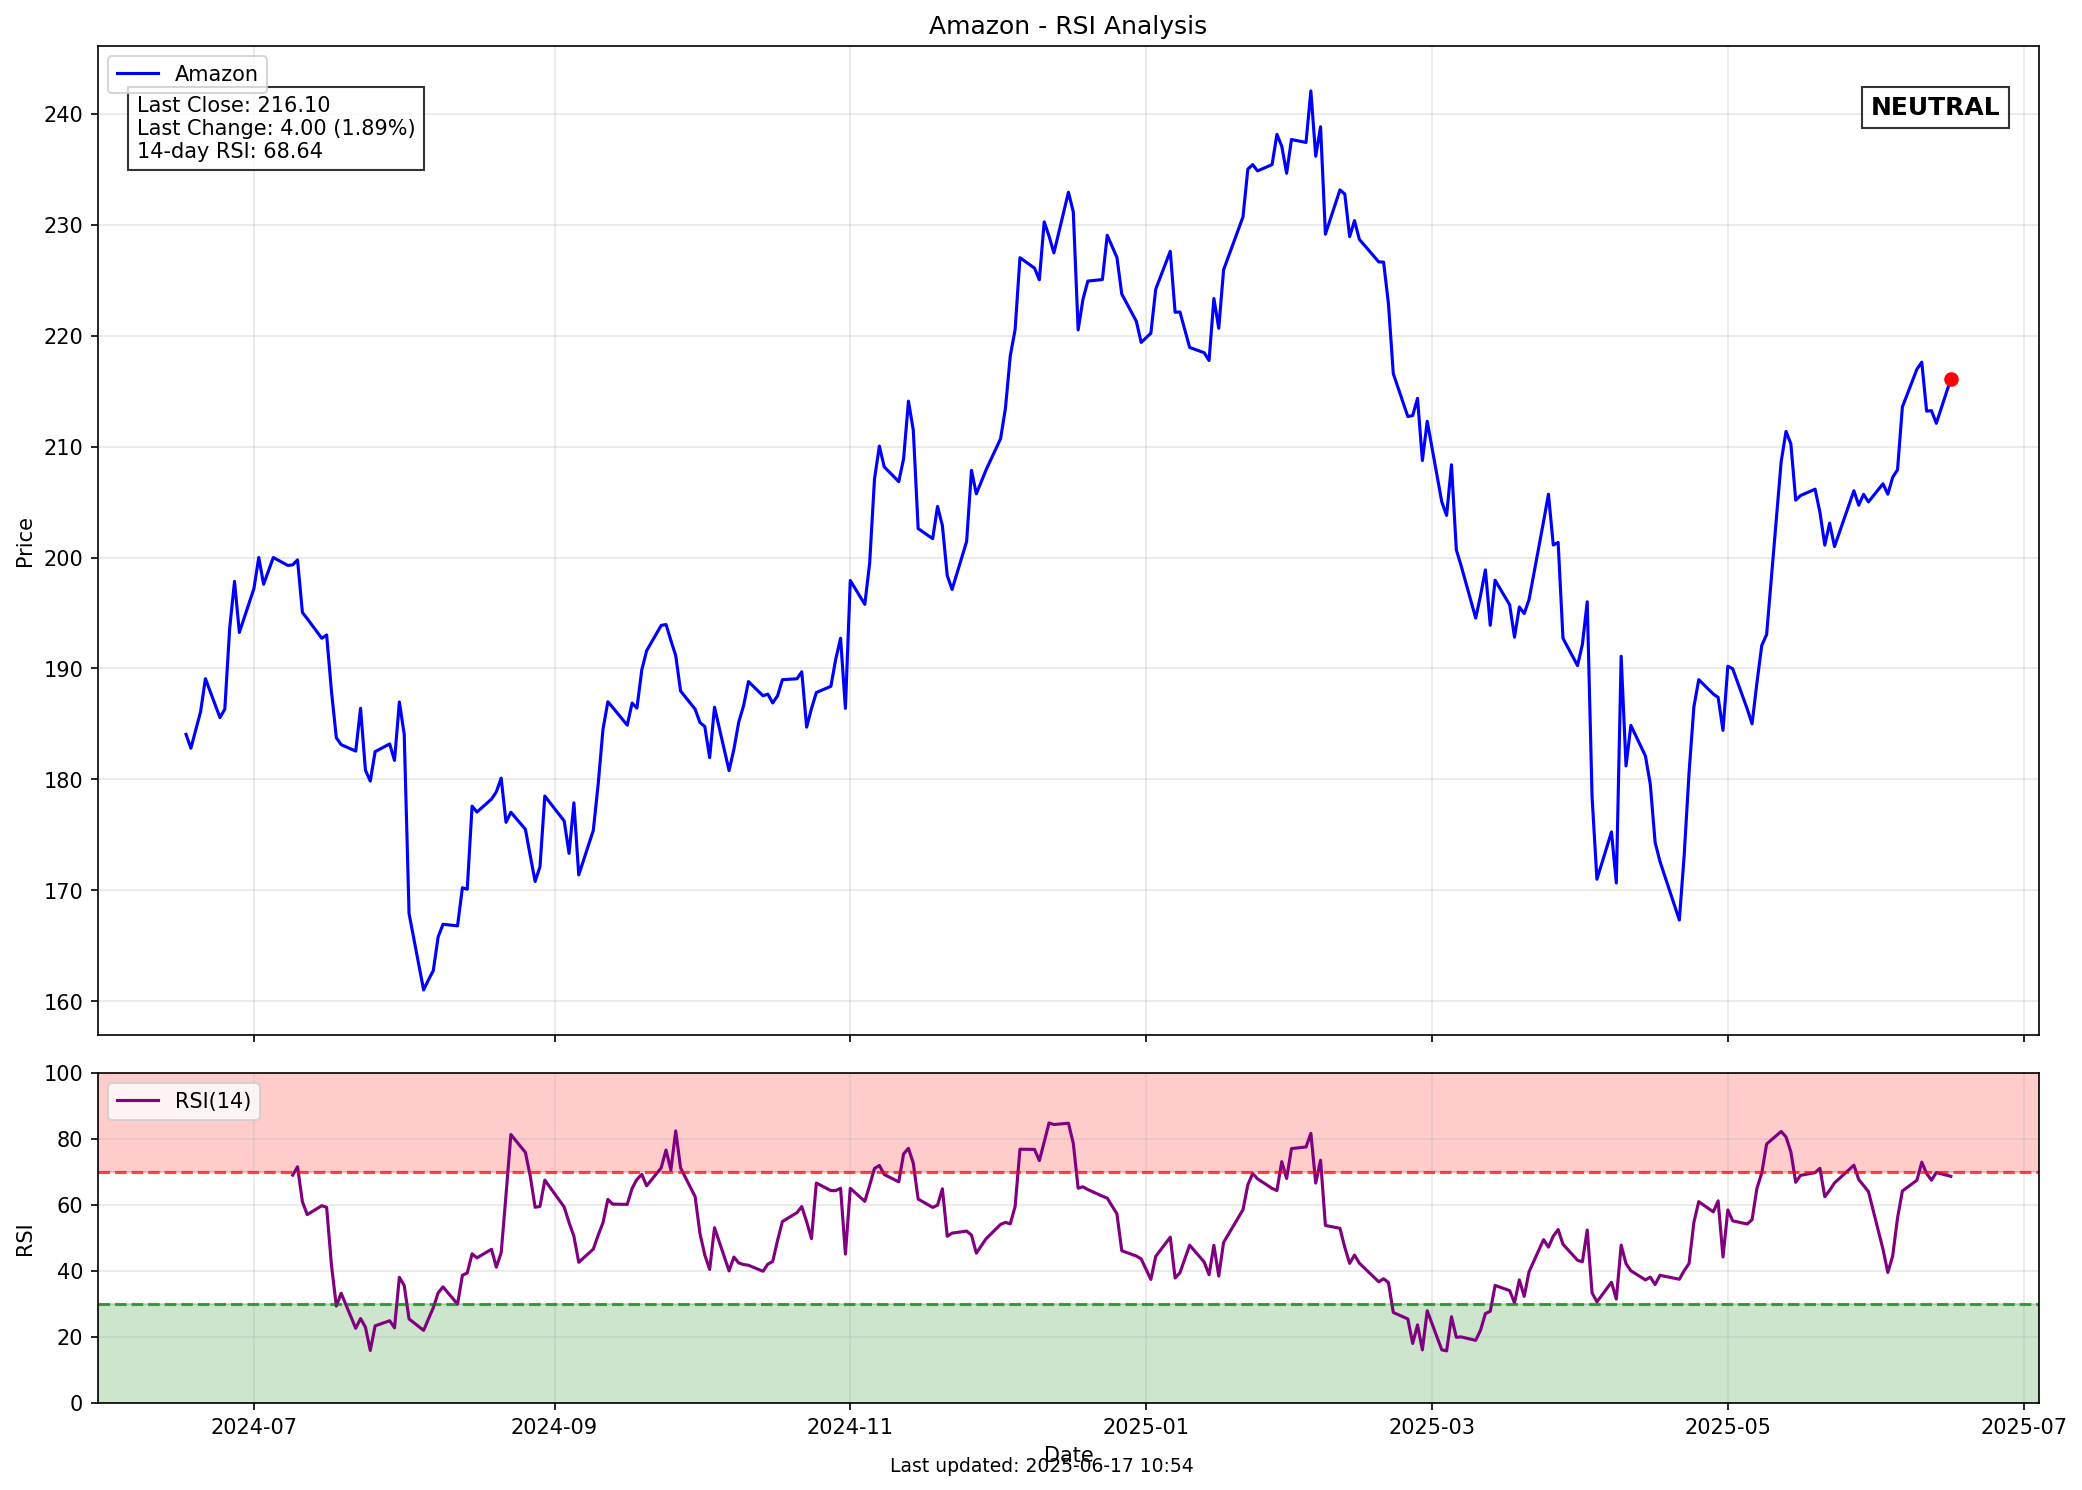 Amazon - RSI Analysis
Amazon
Last Close: 216.10
Last Change: 4.00 (1.89%)
14-day RSI: 68.64
NEUTRAL
240
230
220
210
200
190
180
170
160
Price
RSI(14)
100
80
60
40
20
0
RSI
2024-07
2024-09
2024-11
2025-01
2025-03
2025-05
2025-07
Date
Last updated: 2025-06-17 10:54